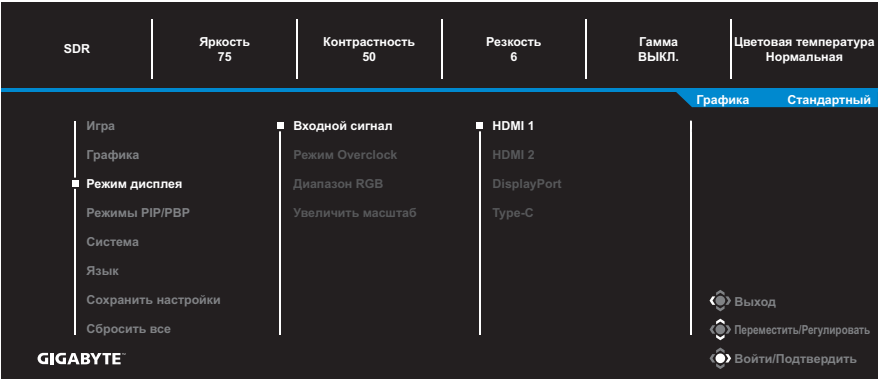 SDR
Яркость
75
Контрастность
50
Резкость
6
Гамма
ВЫКЛ.
Цветовая температура
Нормальная
Графика Стандартный
Игра
Графика
Режим дисплея
Режимы PIP/PBP
Система
Язык
Сохранить настройки
Сбросить все
Входной сигнал
Режим Overclock
Диапазон RGB
Увеличить масштаб
HDMI 1
HDMI 2
DisplayPort
Type-C
Выход
Переместить/Регулировать
Войти/Подтвердить
GIGABYTE™